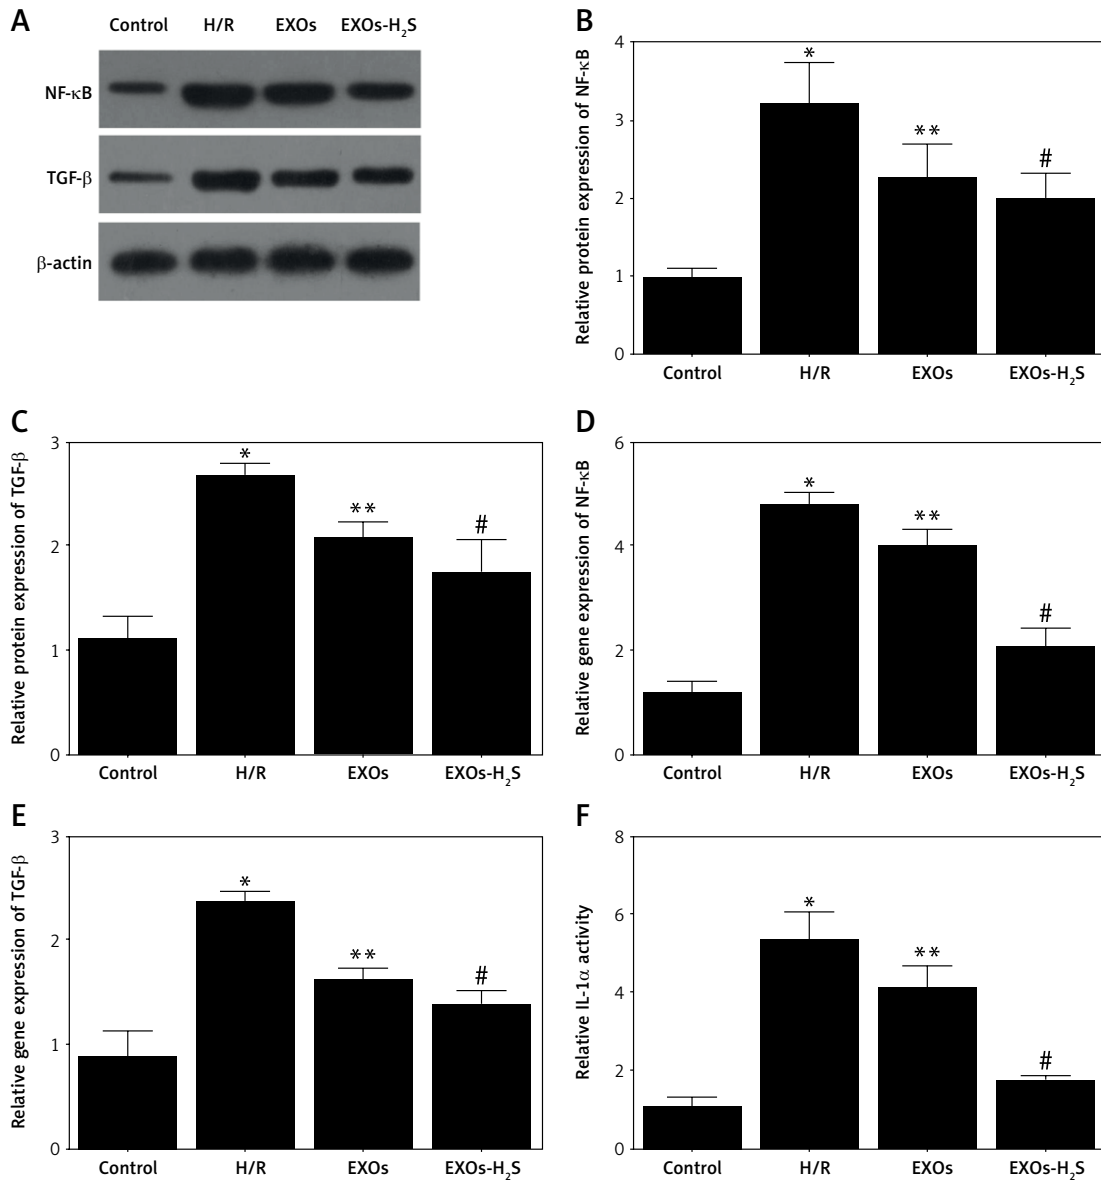 A
Control H/R EXOs EXOs-H₂S
NF-κB
TGF-β
β-actin
B
Relative protein expression of NF-κB
4
3
2
1
0
*
**
#
Control H/R EXOs EXOs-H₂S
C
Relative protein expression of TGF-β
3
2
1
0
*
**
#
Control H/R EXOs EXOs-H₂S
D
Relative gene expression of NF-κB
6
4
2
0
*
**
#
Control H/R EXOs EXOs-H₂S
E
Relative gene expression of TGF-β
3
2
1
0
*
**
#
Control H/R EXOs EXOs-H₂S
F
Relative IL-1α activity
8
6
4
2
0
*
**
#
Control H/R EXOs EXOs-H₂S